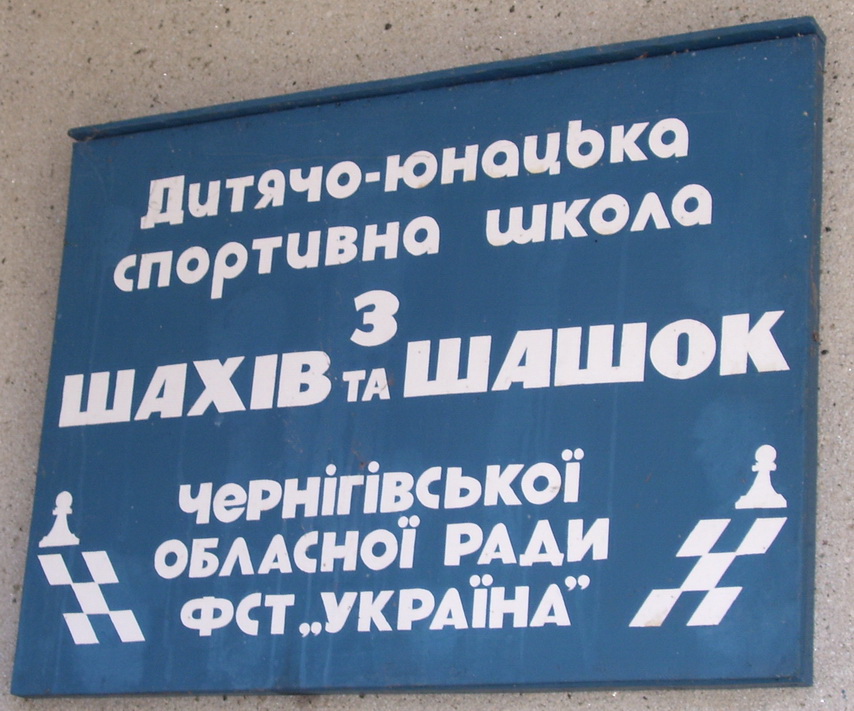 Дитячо-юнацька
спортивна школа
з
ШАХІВ ТА ШАШОК
Чернігівської
ОБЛАСНОЇ РАДИ
ФСТ „УКРАЇНА”